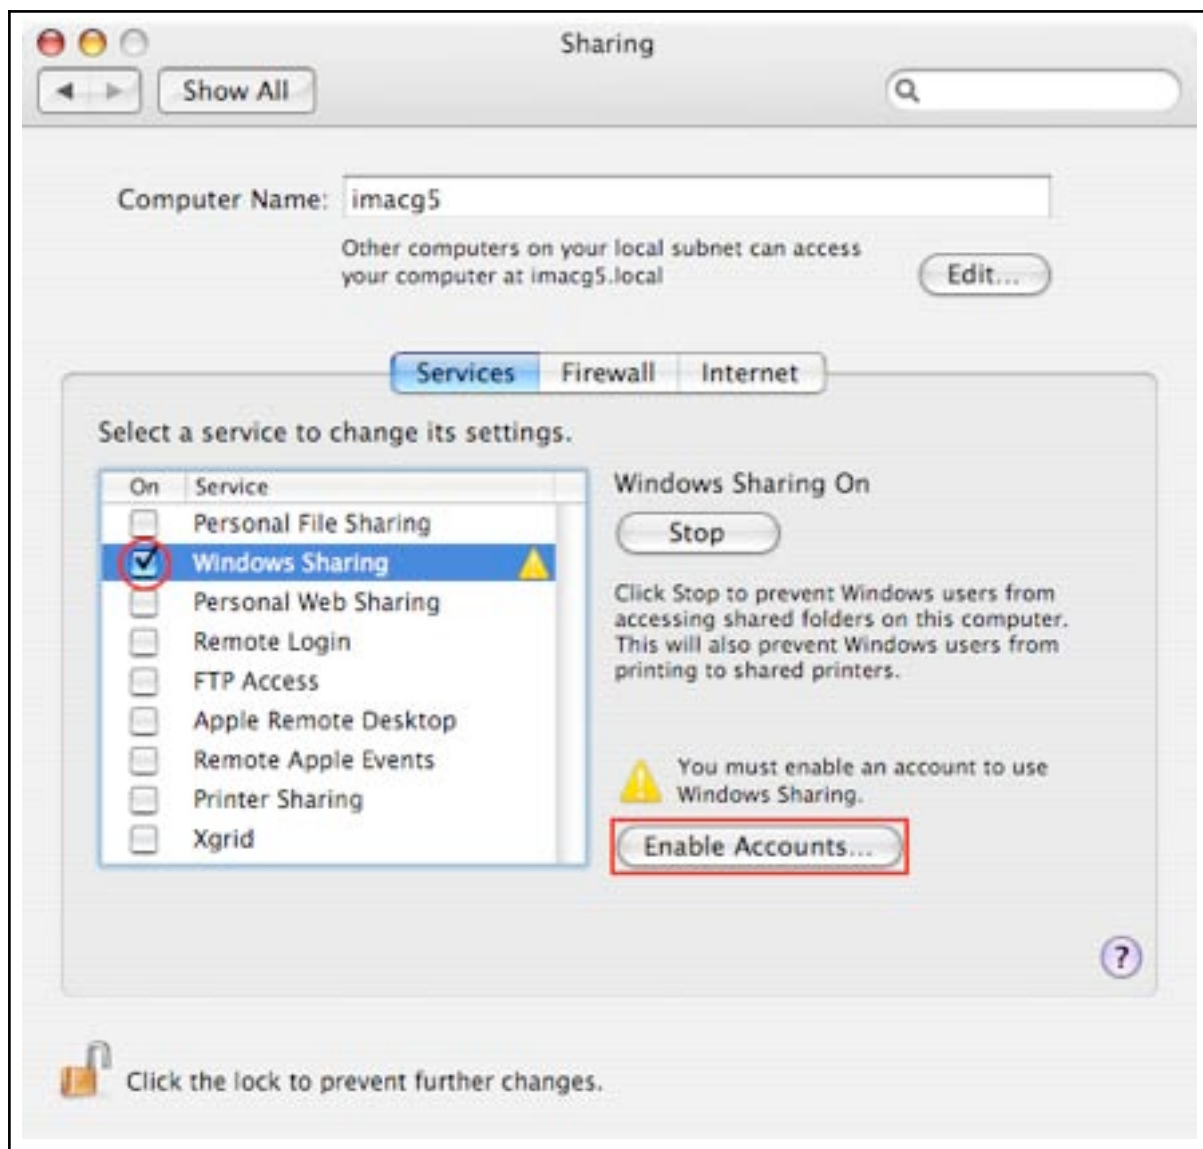 Sharing
Show All
Computer Name: imacg5
Other computers on your local subnet can access
your computer at imacg5.local
Edit...
Services Firewall Internet
Select a service to change its settings.
On Service
Personal File Sharing
Windows Sharing
Personal Web Sharing
Remote Login
FTP Access
Apple Remote Desktop
Remote Apple Events
Printer Sharing
Xgrid
Windows Sharing On
Stop
Click Stop to prevent Windows users from
accessing shared folders on this computer.
This will also prevent Windows users from
printing to shared printers.
You must enable an account to use
Windows Sharing.
Enable Accounts...
?
Click the lock to prevent further changes.